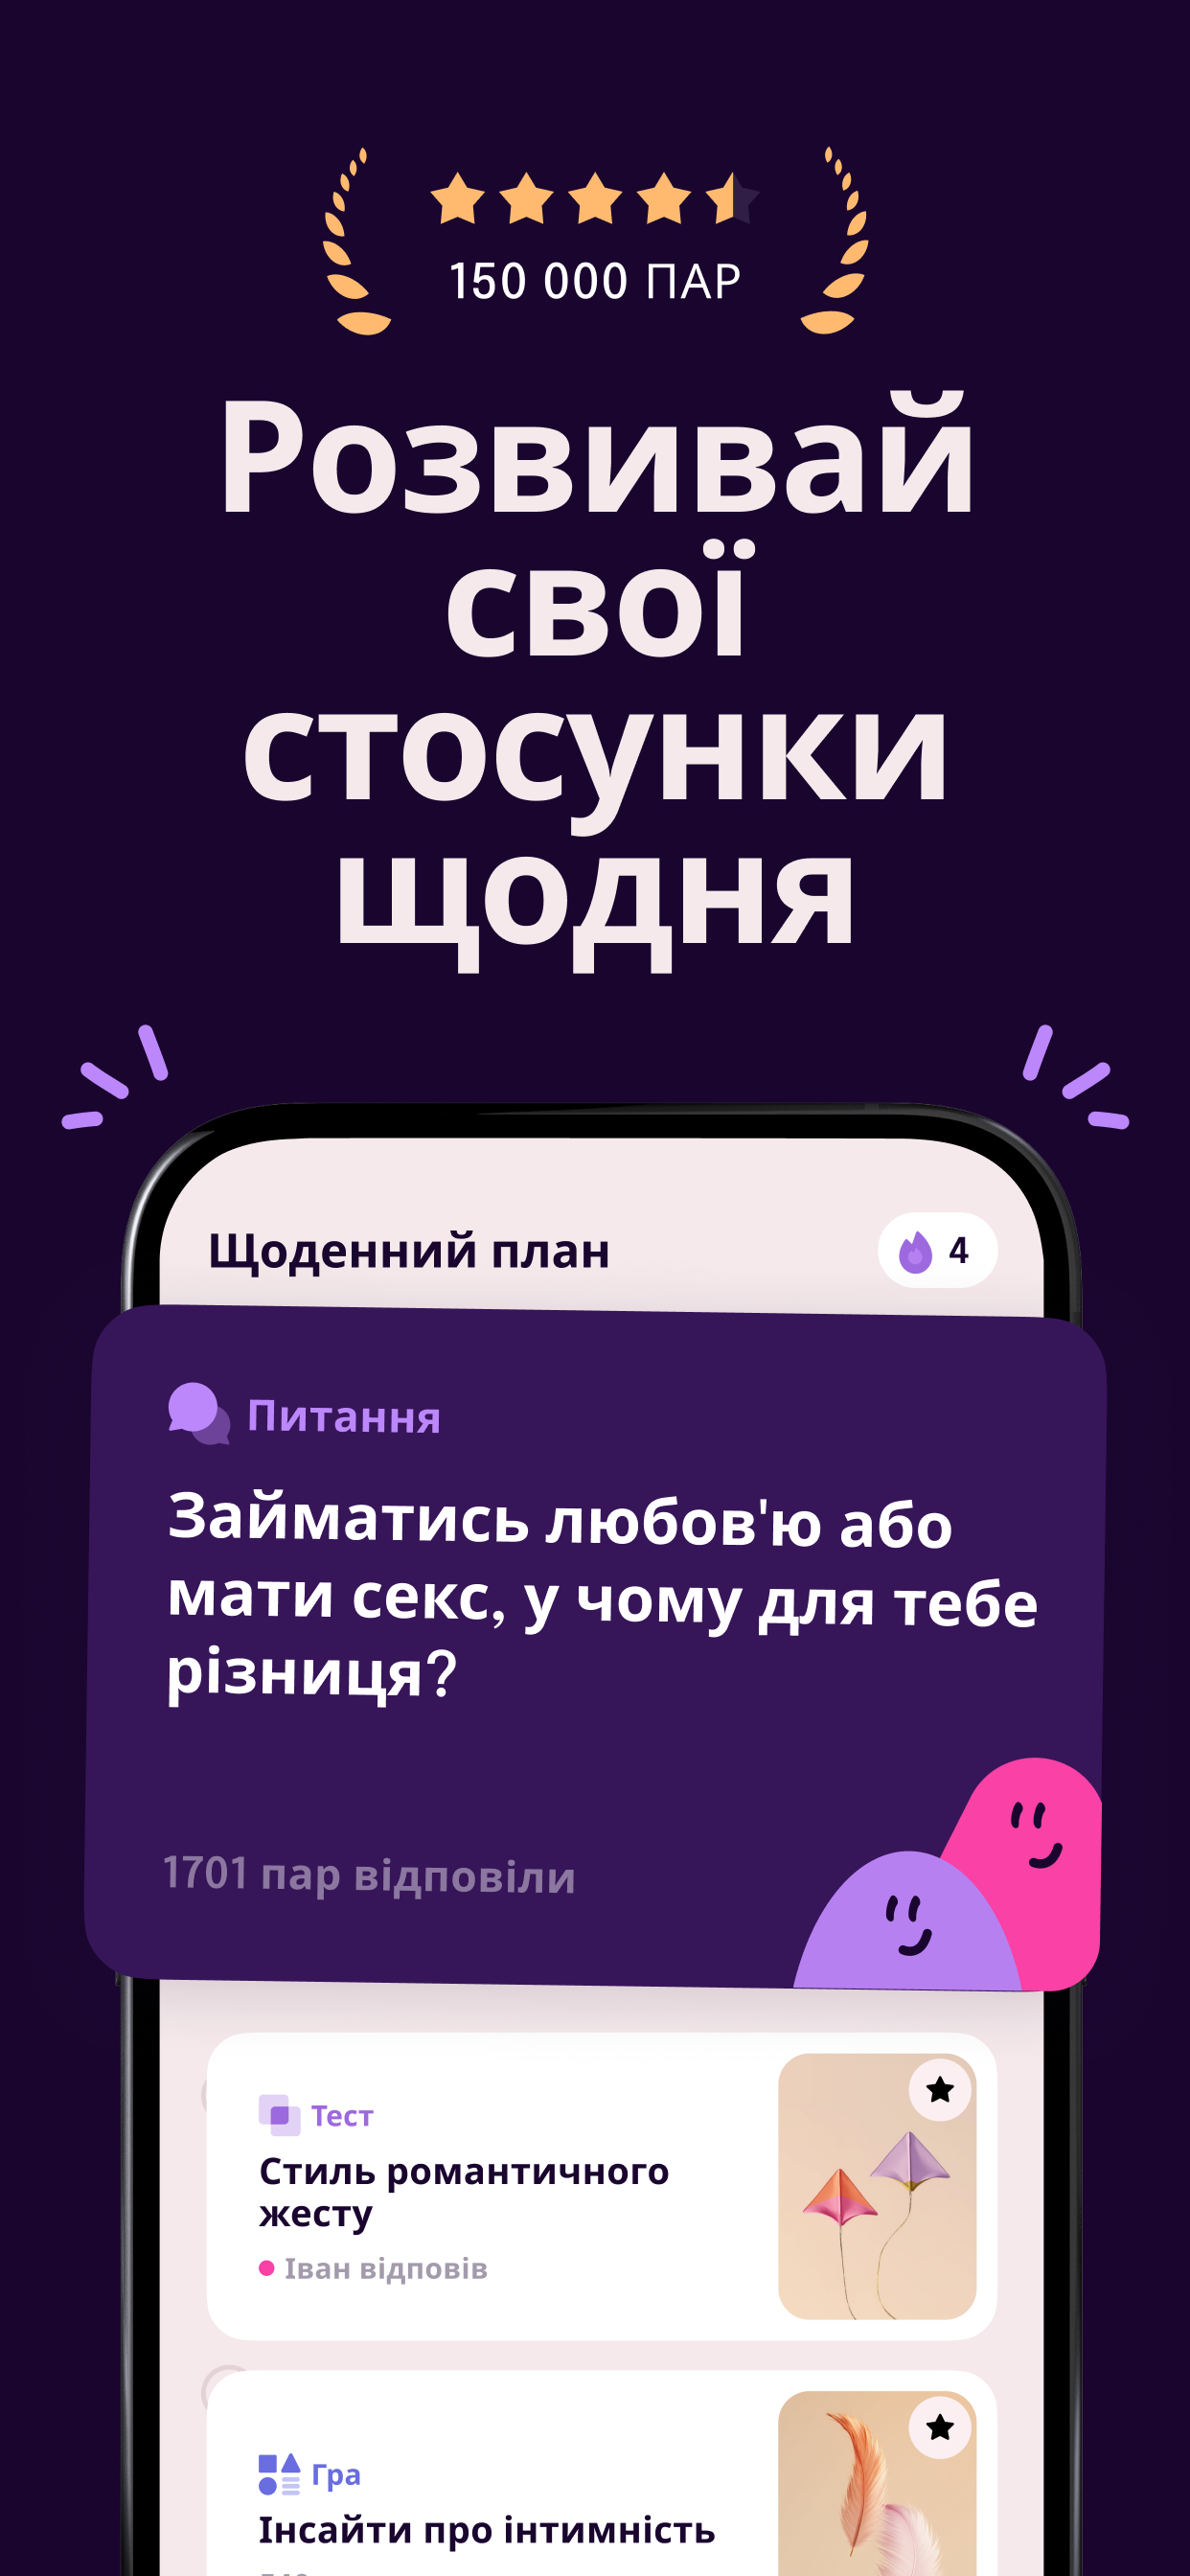 150 000 ПАР
Розвивай
свої
стосунки
щодня
Щоденний план
4
Питання
Займатись любов'ю або
мати секс, у чому для тебе
різниця?
1701 пар відповіли
Тест
Стиль романтичного
жесту
Іван відповів
Гра
Інсайти про інтимність